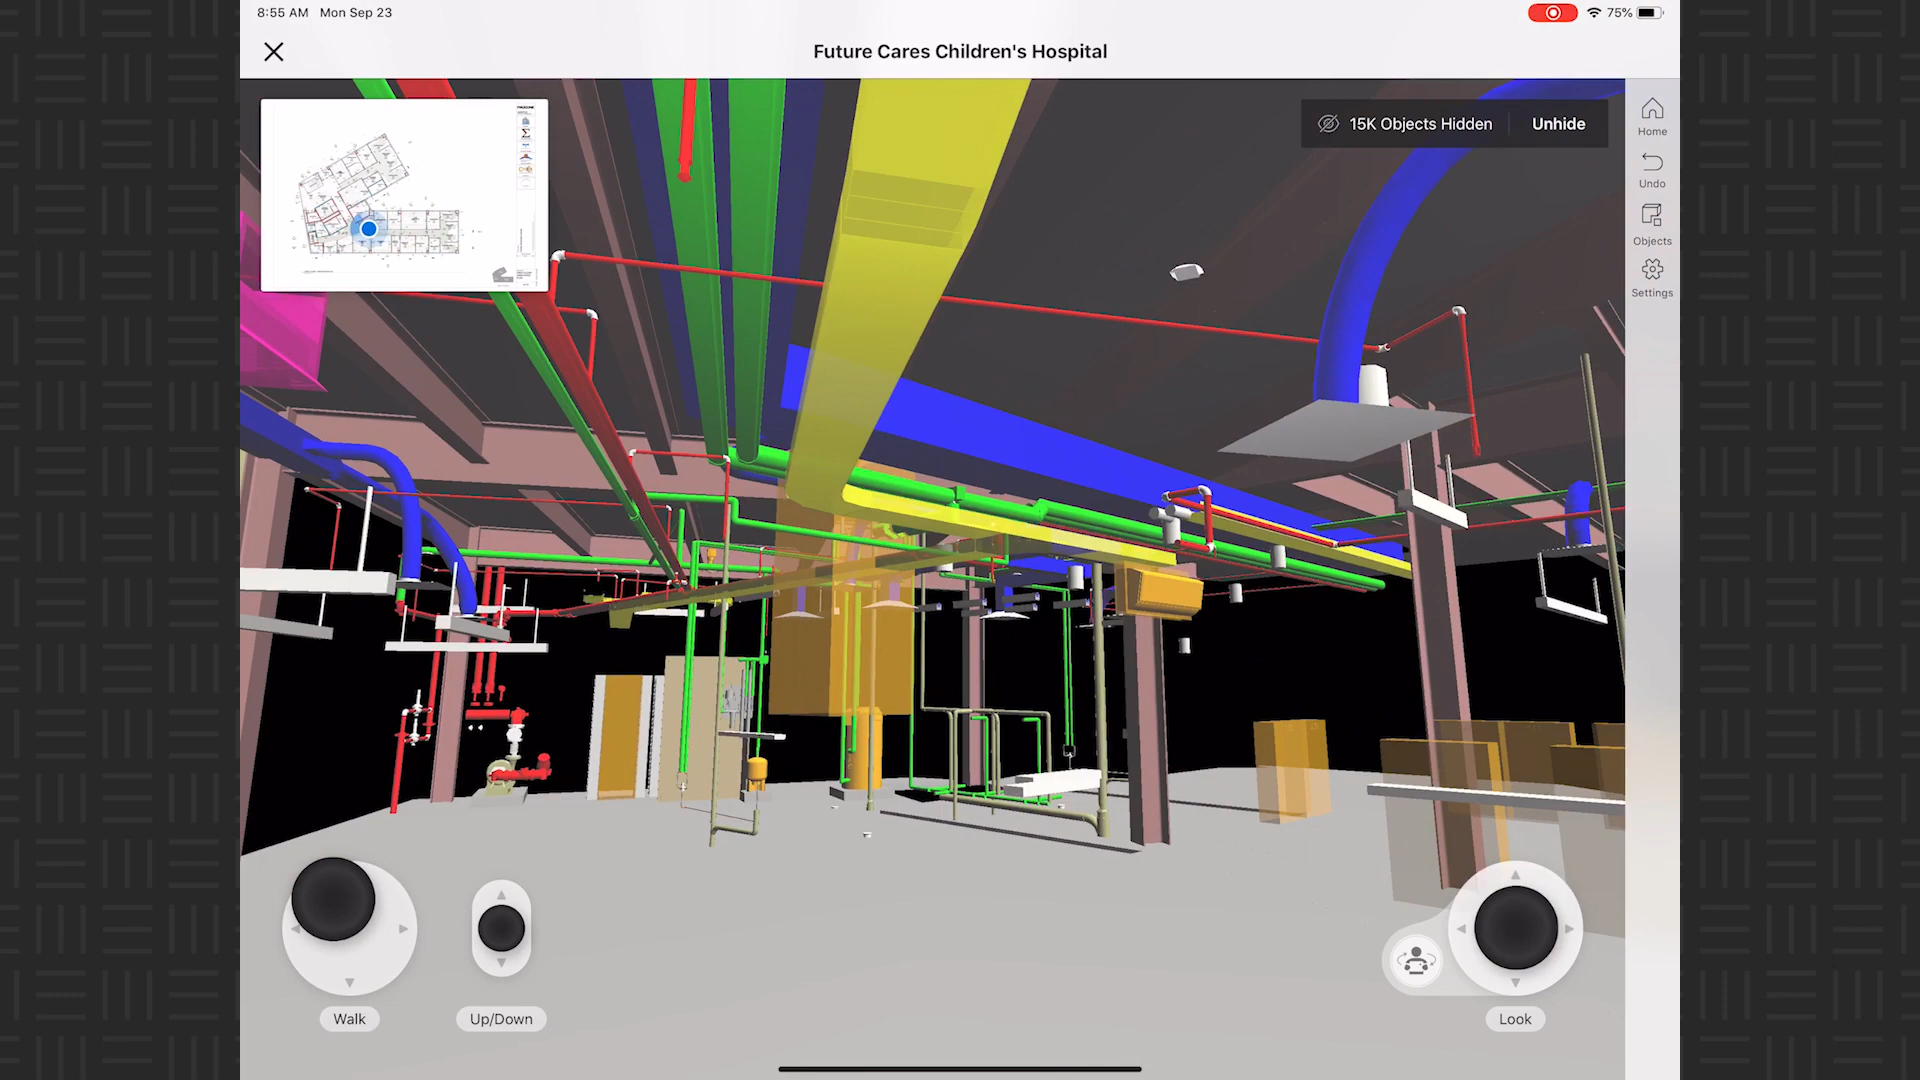 8:55 AM Mon Sep 23
75%
Future Cares Children's Hospital
15K Objects Hidden
Unhide
Home
Undo
Objects
Settings
Walk
Up/Down
Look